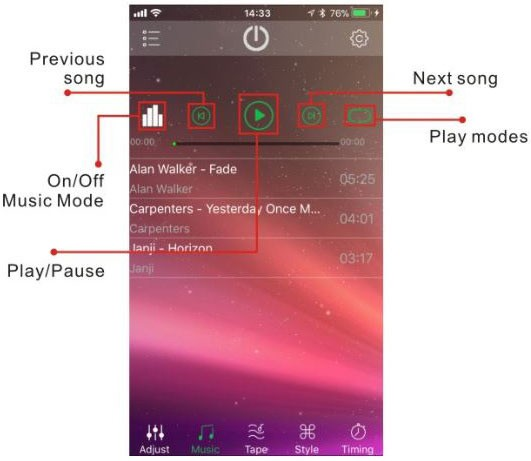 14:33
76%
Previous
song
Next song
Play modes
00:00
00:00
On/Off
Music Mode
Alan Walker - Fade
Alan Walker
05:25
Carpenters - Yesterday Once M...
Carpenters
04:01
Janji - Horizon
Janji
03:17
Play/Pause
Adjust
Music
Tape
Style
Timing